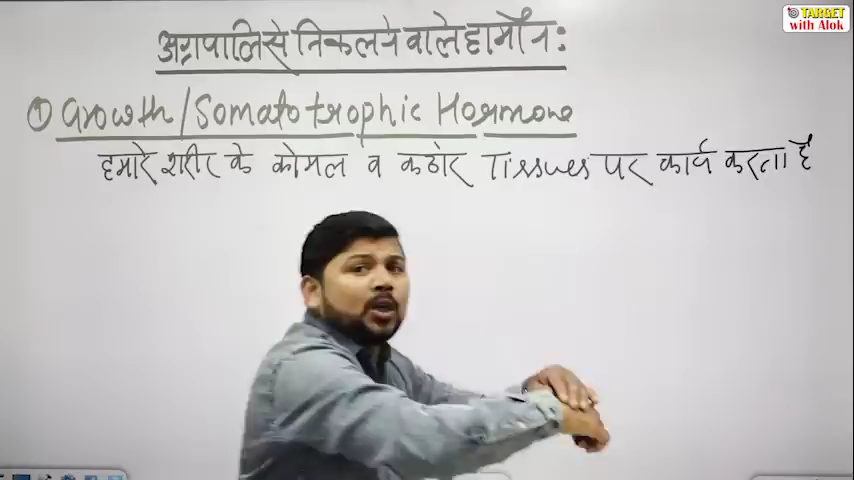 TARGET
with Alok
अग्रपालि से निकलने वाले हार्मोन :
① Growth/Somatotrophic Hormone
हमारे शरीर के कोमल व कठोर Tissues पर कार्य करता है